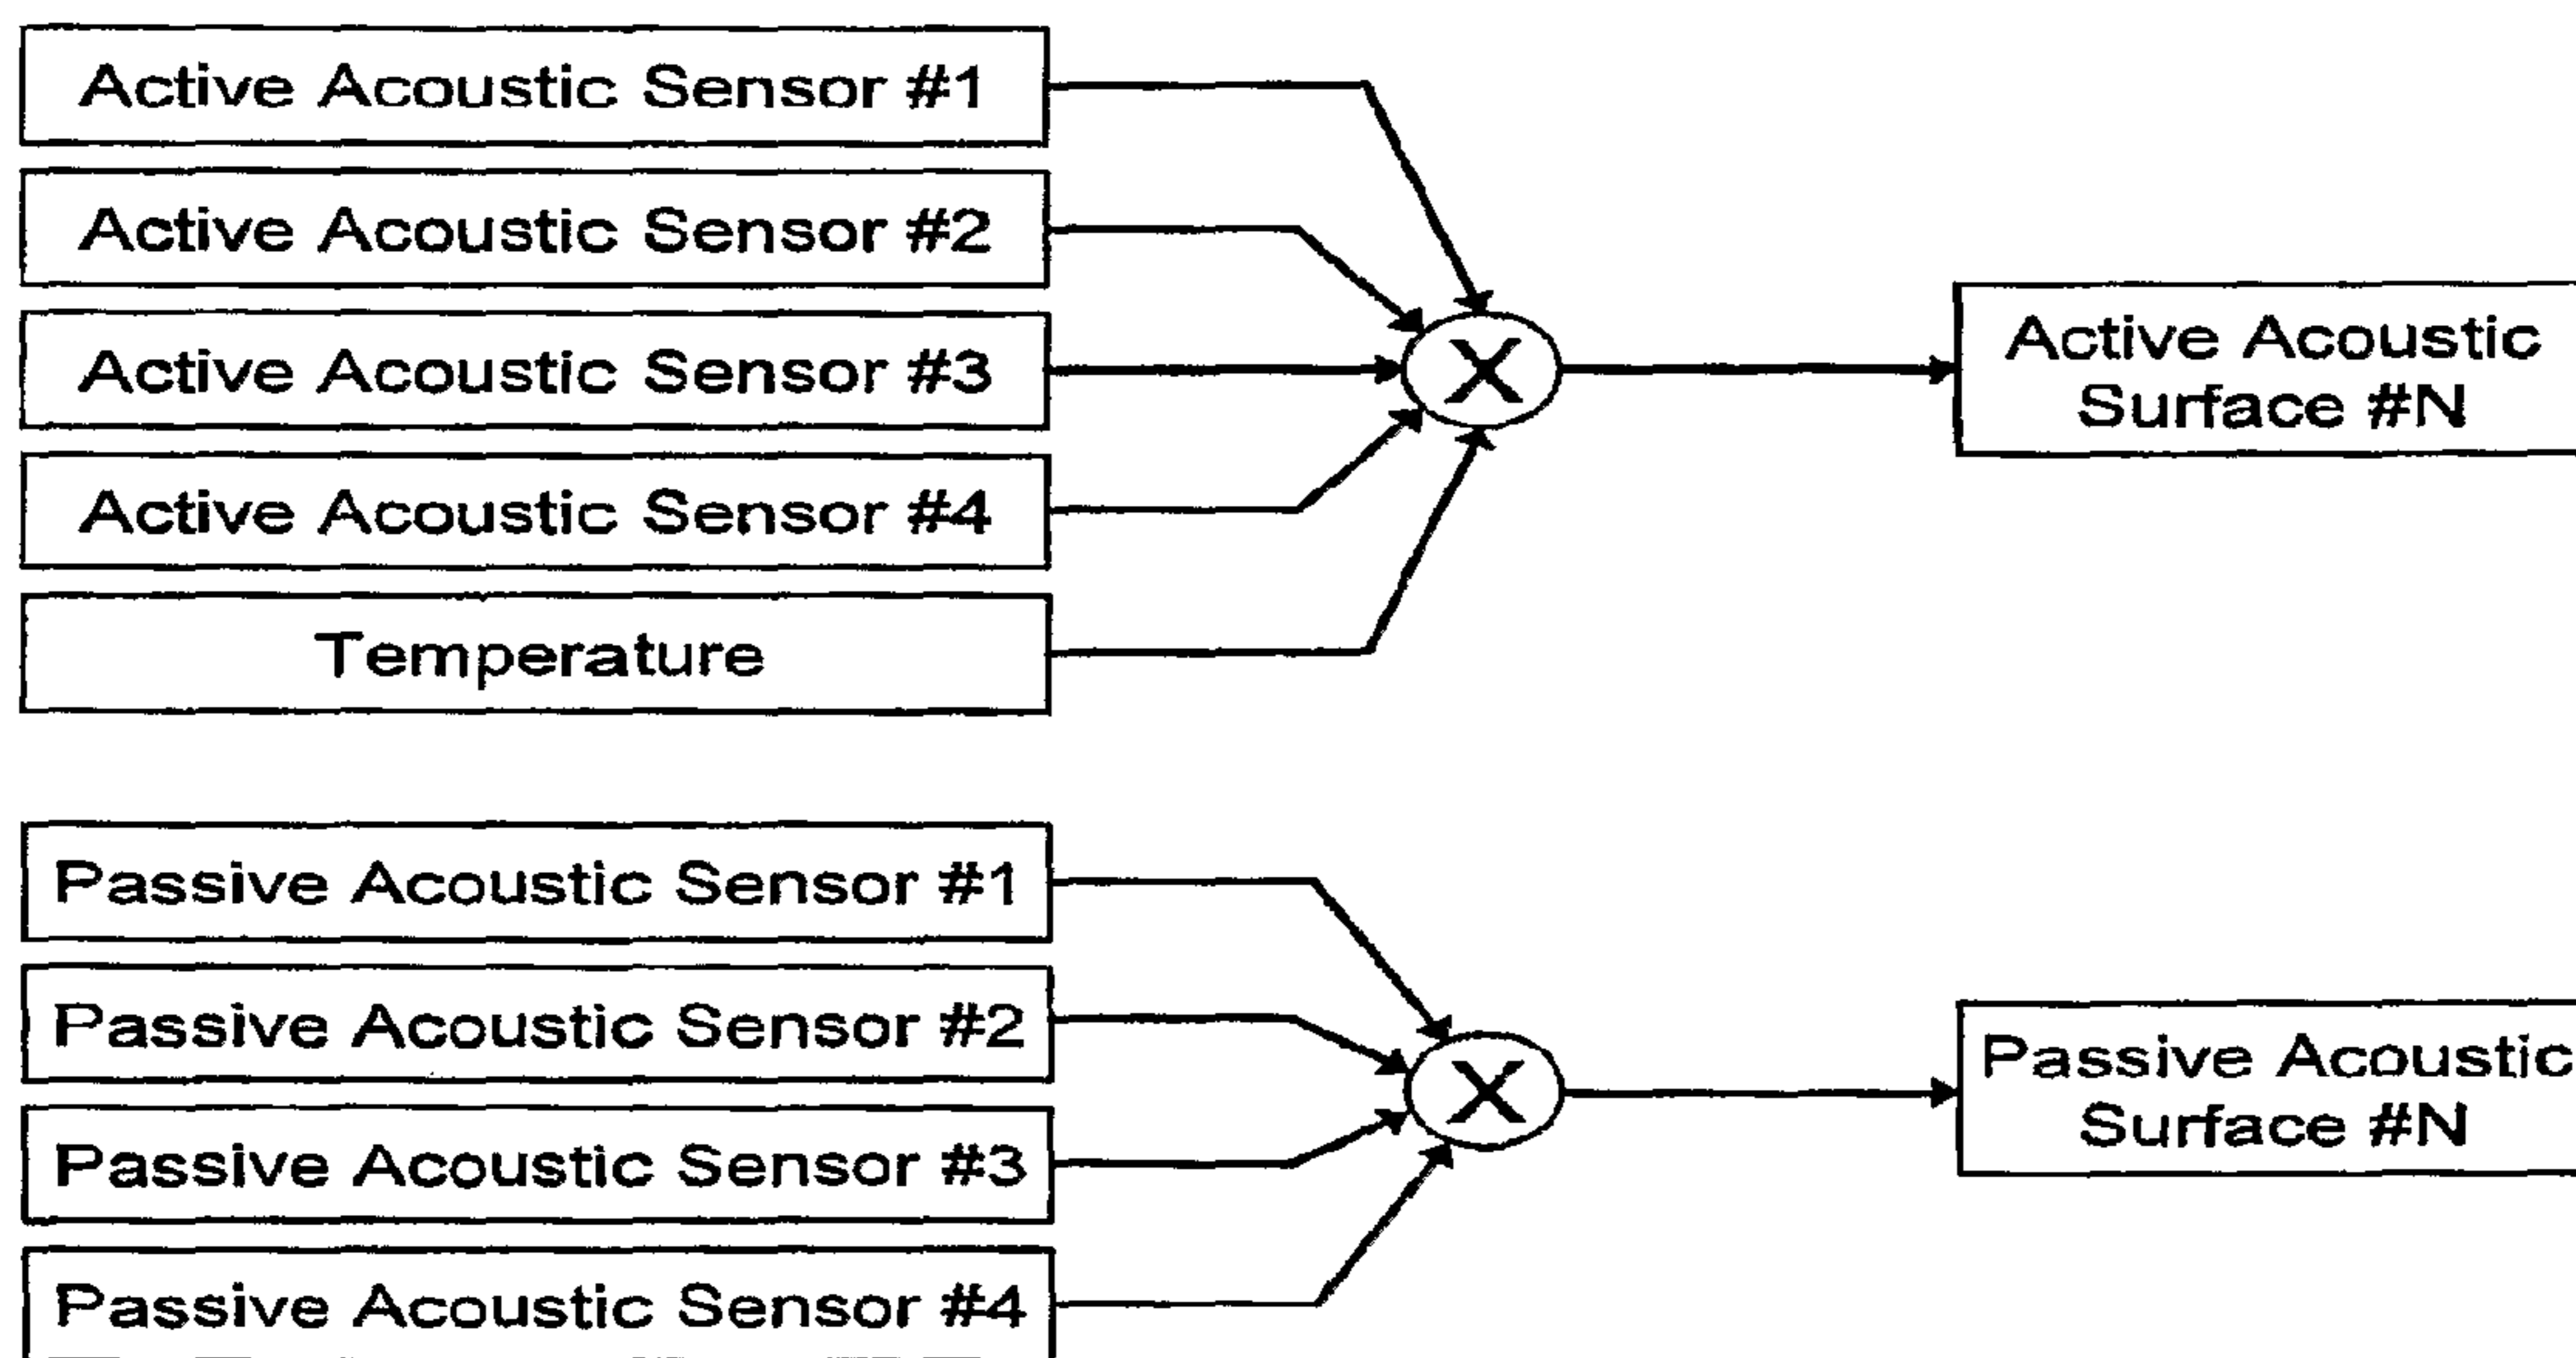 Active Acoustic Sensor #1
Active Acoustic Sensor #2
Active Acoustic Sensor #3
Active Acoustic Sensor #4
Temperature
X
Active Acoustic
Surface #N
Passive Acoustic Sensor #1
Passive Acoustic Sensor #2
Passive Acoustic Sensor #3
Passive Acoustic Sensor #4
X
Passive Acoustic
Surface #N